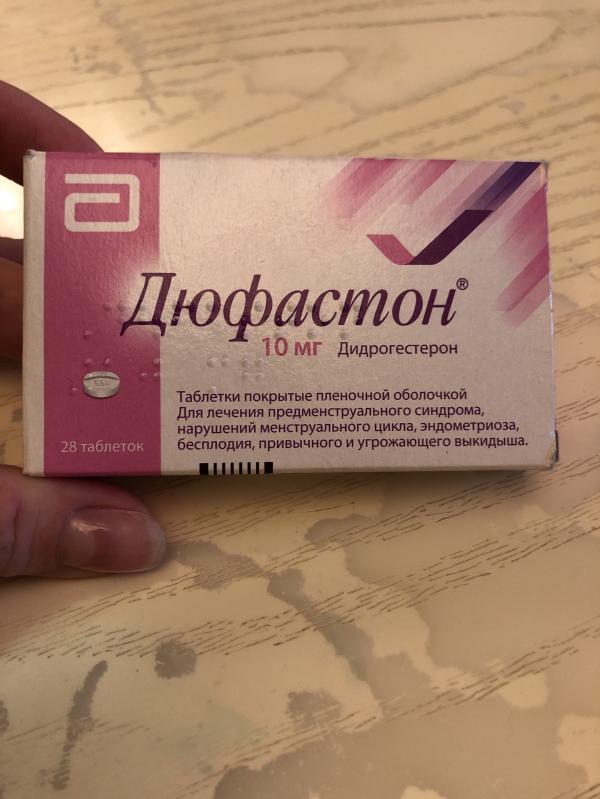 Дюфастон®
10 мг Дидрогестерон
Таблетки покрытые пленочной оболочкой
Для лечения предменструального синдрома,
нарушений менструального цикла, эндометриоза,
бесплодия, привычного и угрожающего выкидыша.
28 таблеток